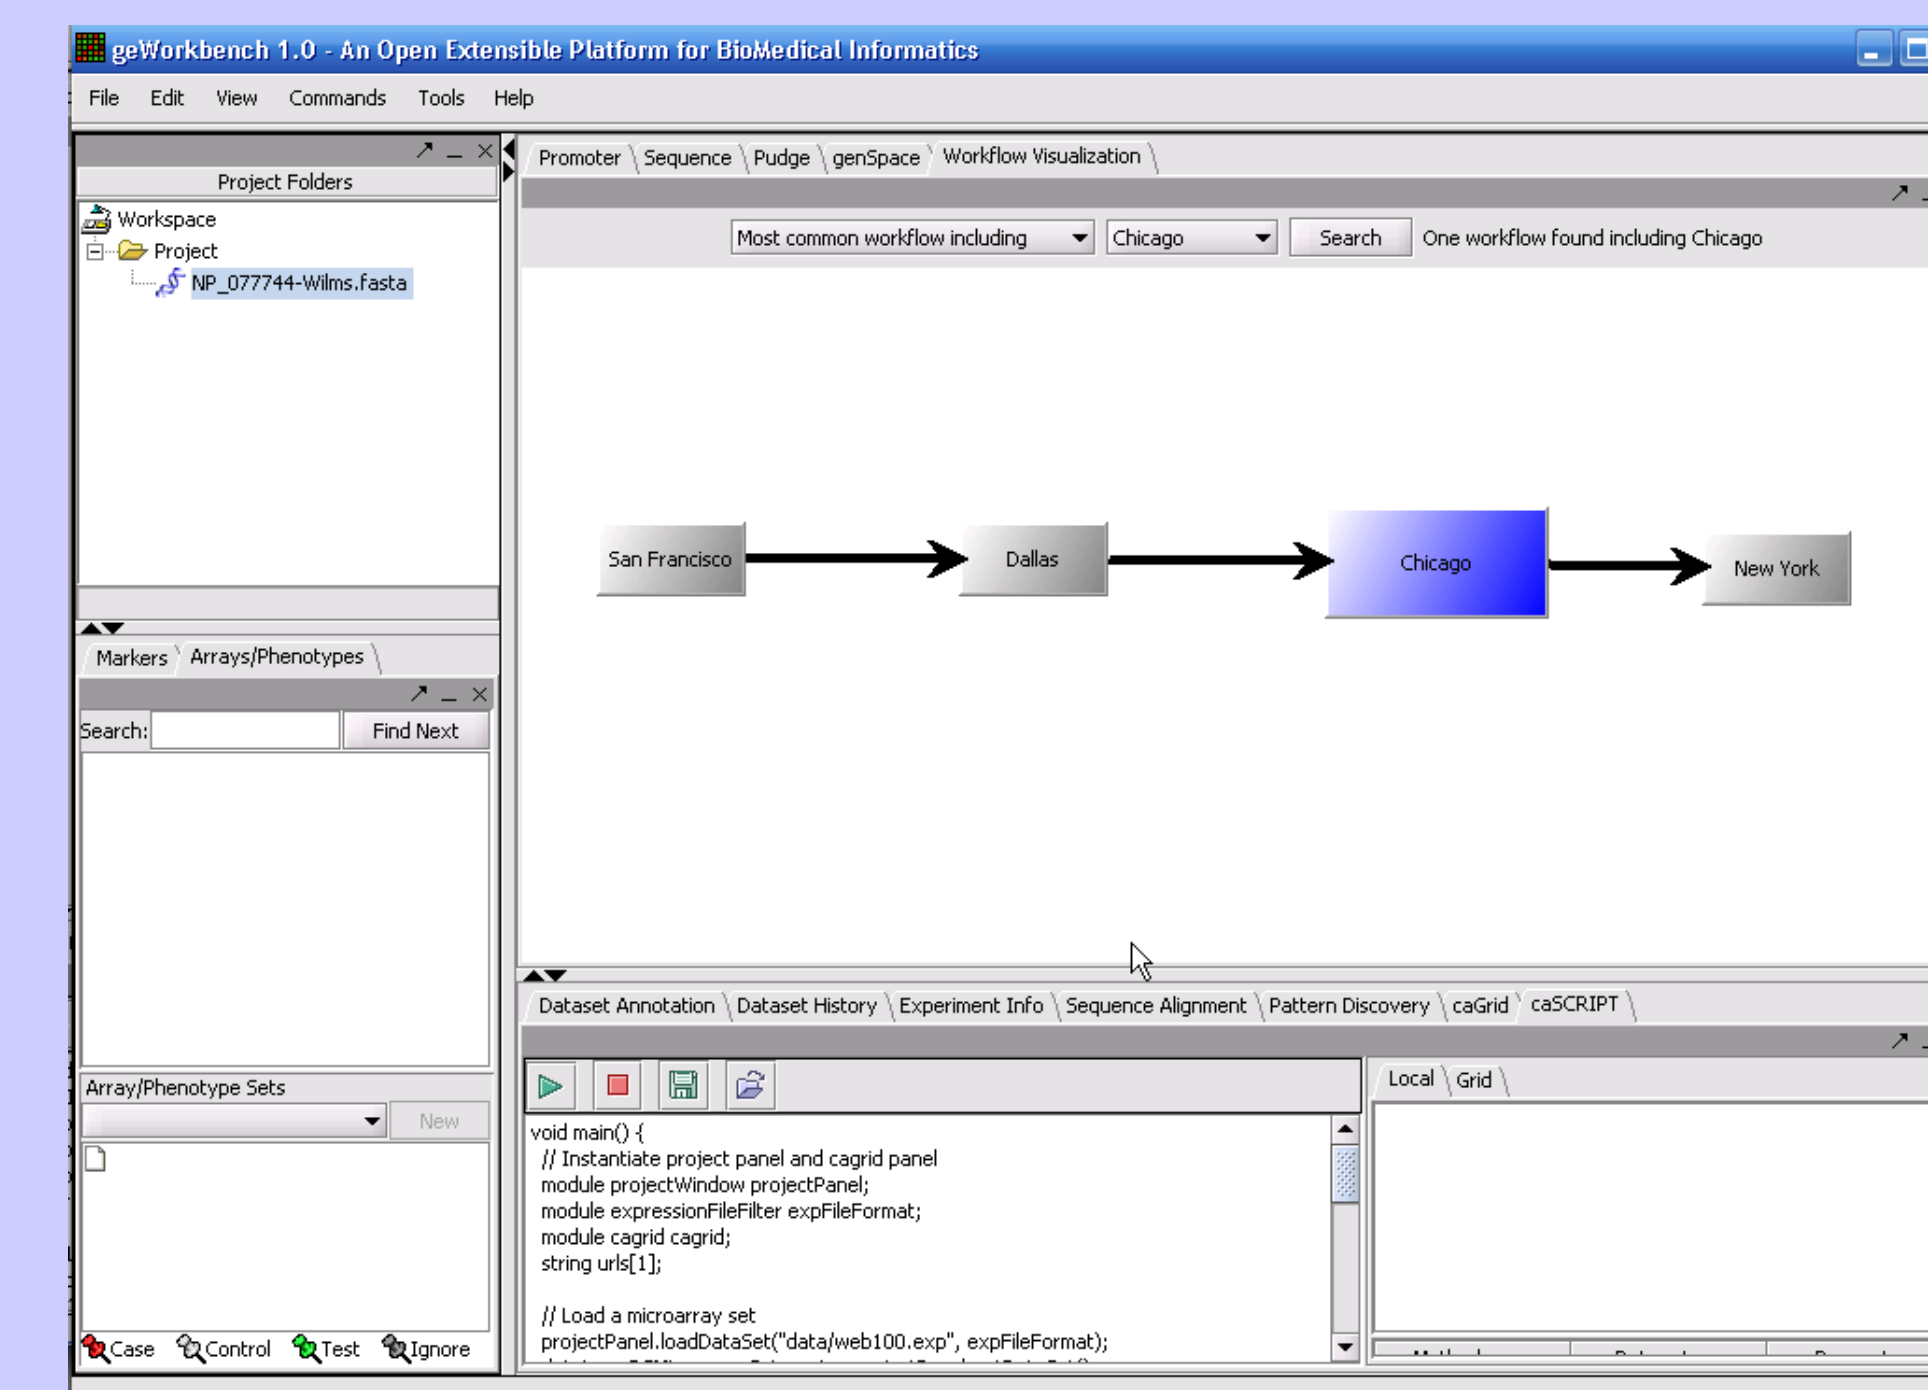 geWorkbench 1.0 - An Open Extensible Platform for BioMedical Informatics
File Edit View Commands Tools Help
Project Folders
Workspace
Project
NP_077744-Wilms.fasta
Promoter Sequence Pudge genSpace Workflow Visualization
Most common workflow including Chicago Search One workflow found including Chicago
San Francisco Dallas Chicago New York
Markers Arrays/Phenotypes
Search: Find Next
Array/Phenotype Sets
New
Case Control Test Ignore
Dataset Annotation Dataset History Experiment Info Sequence Alignment Pattern Discovery caGrid caSCRIPT
Local Grid
void main() {
// Instantiate project panel and cagrid panel
module projectWindow projectPanel;
module expressionFileFilter expFileFormat;
module cagrid cagrid;
string urls[1];
// Load a microarray set
projectPanel.loadDataSet("data/web100.exp", expFileFormat);